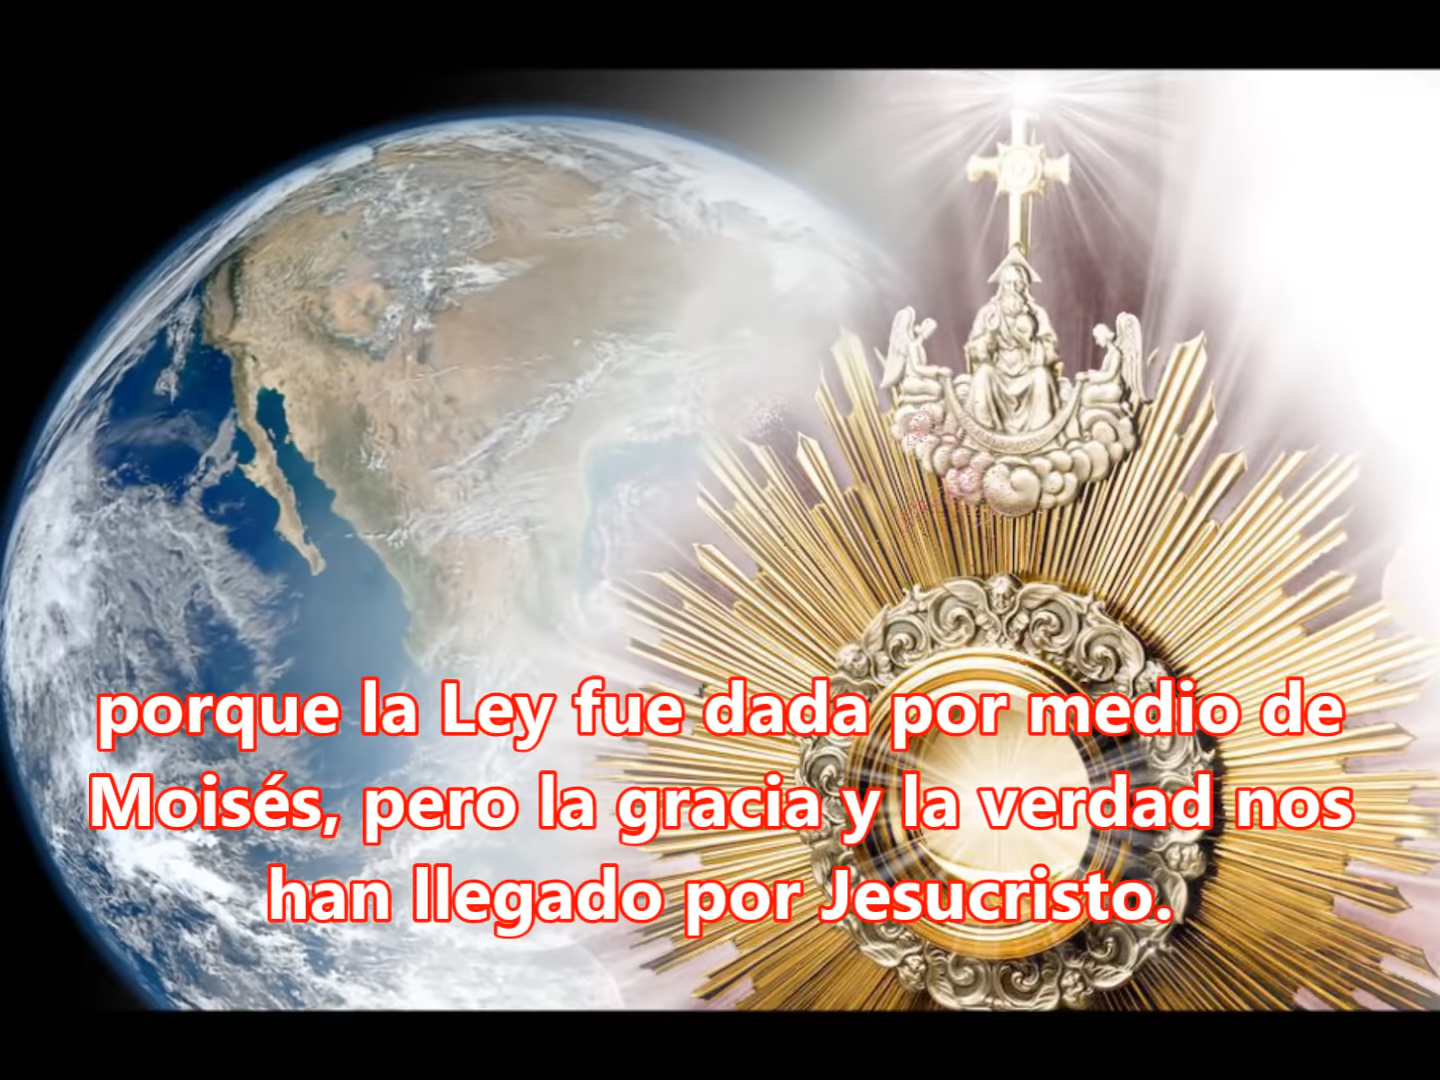 porque la Ley fue dada por medio de
Moisés, pero la gracia y la verdad nos
han llegado por Jesucristo.